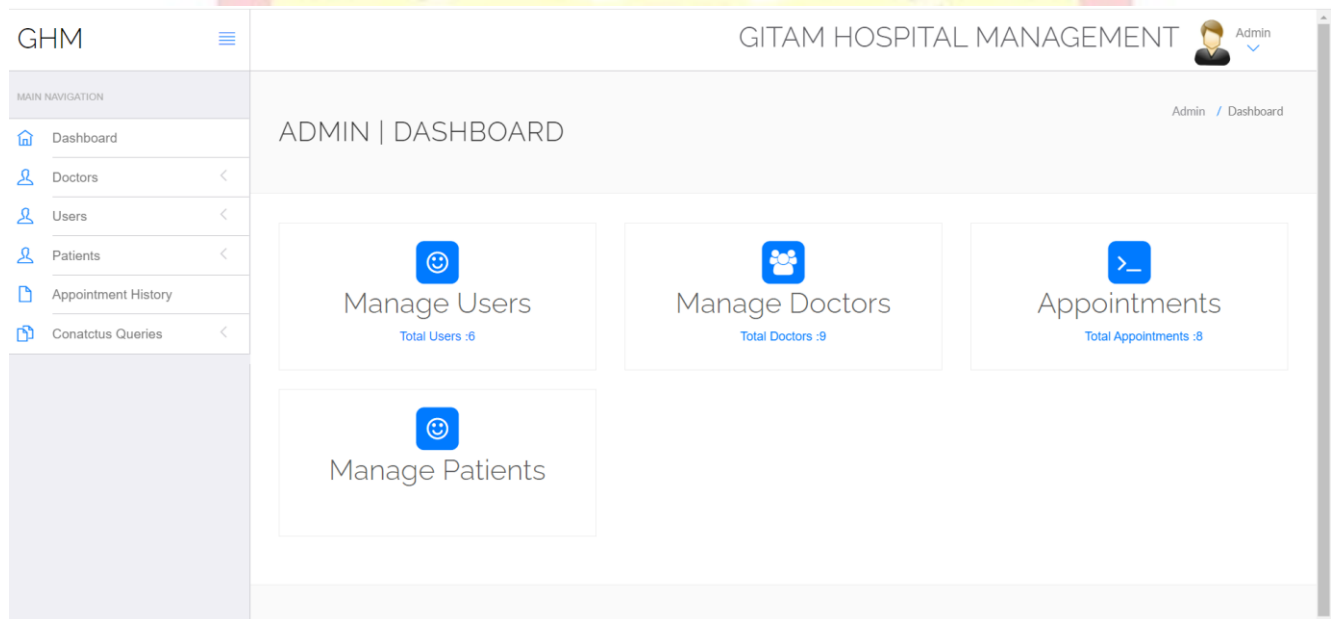 GHM
GITAM HOSPITAL MANAGEMENT
Admin
MAIN NAVIGATION
Dashboard
Doctors
Users
Patients
Appointment History
Conatctus Queries
ADMIN | DASHBOARD
Admin / Dashboard
Manage Users
Total Users :6
Manage Doctors
Total Doctors :9
Appointments
Total Appointments :8
Manage Patients